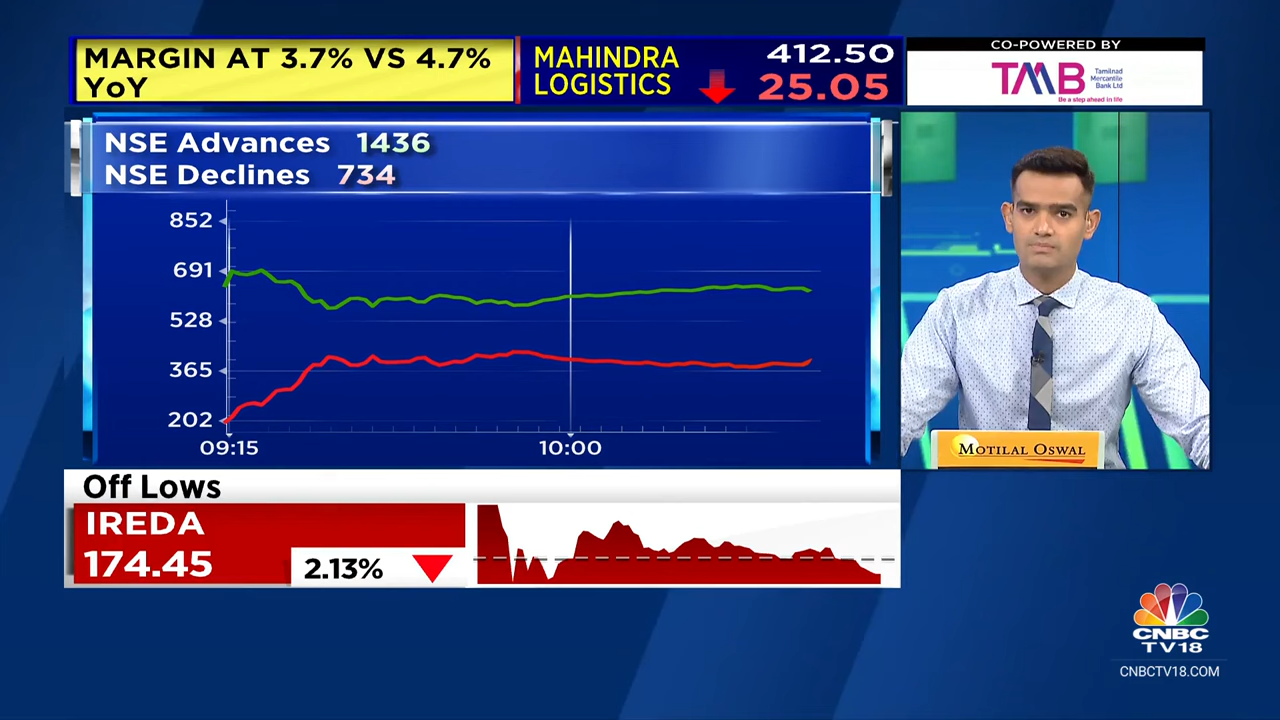 MARGIN AT 3.7% VS 4.7%
YoY
MAHINDRA
LOGISTICS
412.50
25.05
CO-POWERED BY
TMB
Tamilnad
Mercantile
Bank Ltd
Be a step ahead in life
NSE Advances 1436
NSE Declines 734
852
691
528
365
202
09:15
10:00
MOTILAL OSWAL
Off Lows
IREDA
174.45
2.13%
CNBC
TV18
CNBCTV18.COM